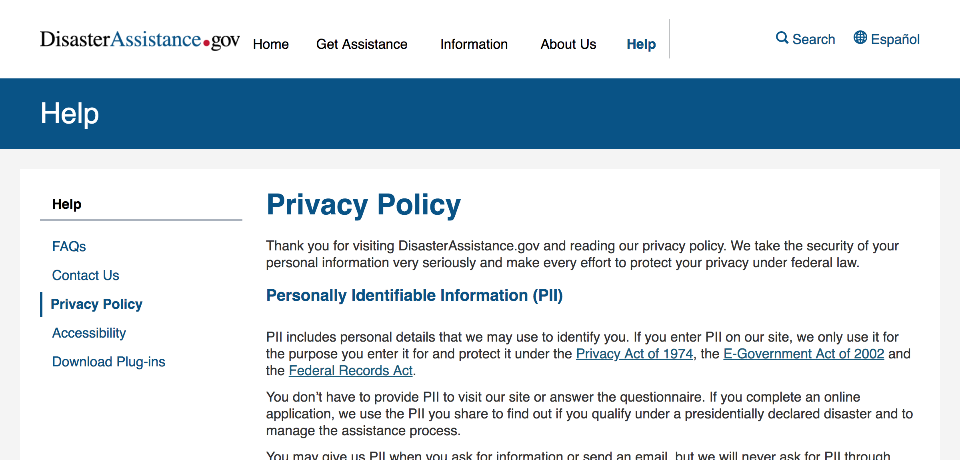 DisasterAssistance.gov Home Get Assistance Information About Us Help Search Español
Help
Help
FAQs
Contact Us
Privacy Policy
Accessibility
Download Plug-ins
Privacy Policy
Thank you for visiting DisasterAssistance.gov and reading our privacy policy. We take the security of your
personal information very seriously and make every effort to protect your privacy under federal law.
Personally Identifiable Information (PII)
PII includes personal details that we may use to identify you. If you enter PII on our site, we only use it for
the purpose you enter it for and protect it under the Privacy Act of 1974, the E-Government Act of 2002 and
the Federal Records Act.
You don’t have to provide PII to visit our site or answer the questionnaire. If you complete an online
application, we use the PII you share to find out if you qualify under a presidentially declared disaster and to
manage the assistance process.
You may give us PII when you ask for information or send an email, but we will never ask for PII through